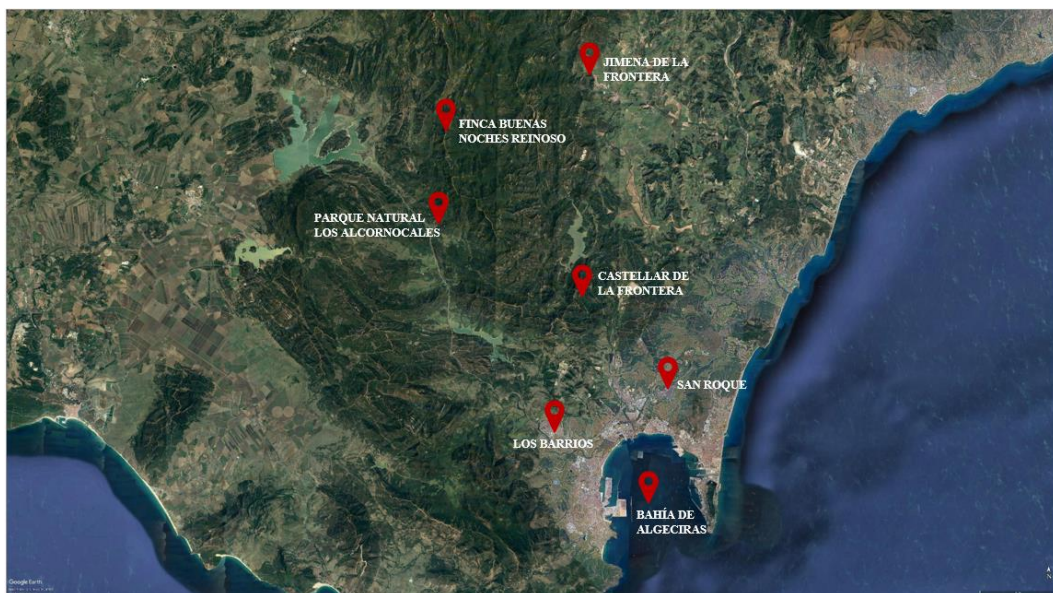 JIMENA DE LA
FRONTERA
FINCA BUENAS
NOCHES REINOSO
PARQUE NATURAL
LOS ALCORNOCALES
CASTELLAR DE
LA FRONTERA
SAN ROQUE
LOS BARRIOS
BAHÍA DE
ALGECIRAS
Google Earth
N